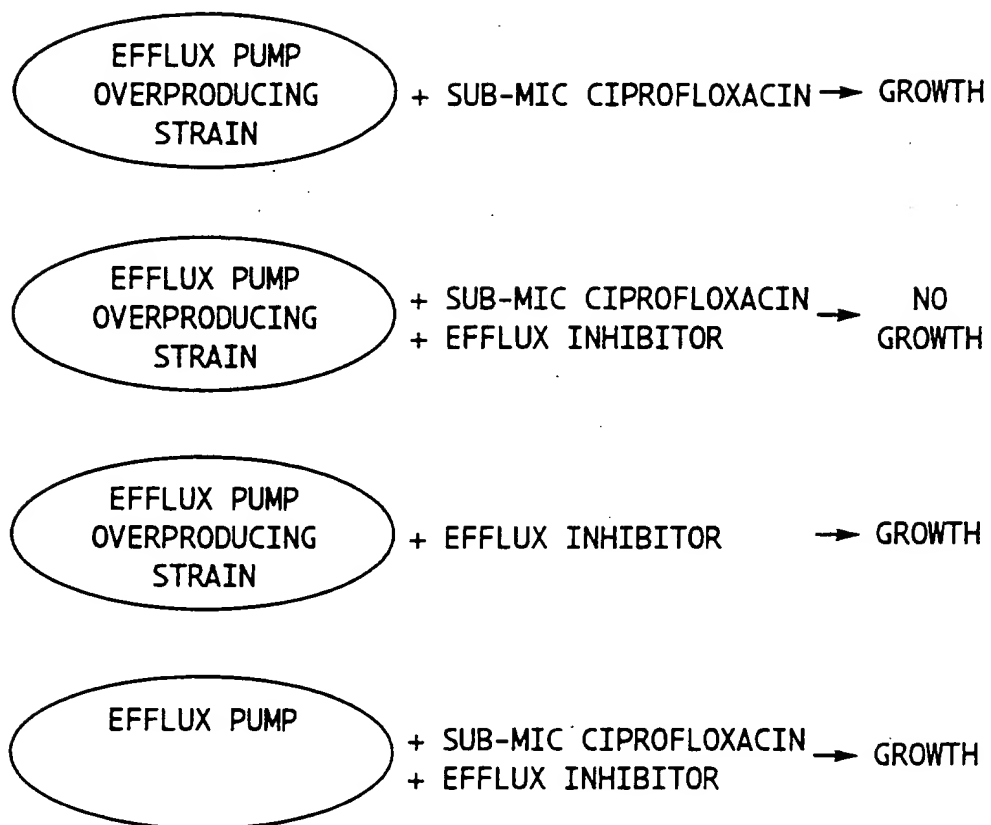 EFFLUX PUMP
OVERPRODUCING
STRAIN
+ SUB-MIC CIPROFLOXACIN → GROWTH
EFFLUX PUMP
OVERPRODUCING
STRAIN
+ SUB-MIC CIPROFLOXACIN
+ EFFLUX INHIBITOR
→ NO
GROWTH
EFFLUX PUMP
OVERPRODUCING
STRAIN
+ EFFLUX INHIBITOR → GROWTH
EFFLUX PUMP
+ SUB-MIC CIPROFLOXACIN
+ EFFLUX INHIBITOR
→ GROWTH